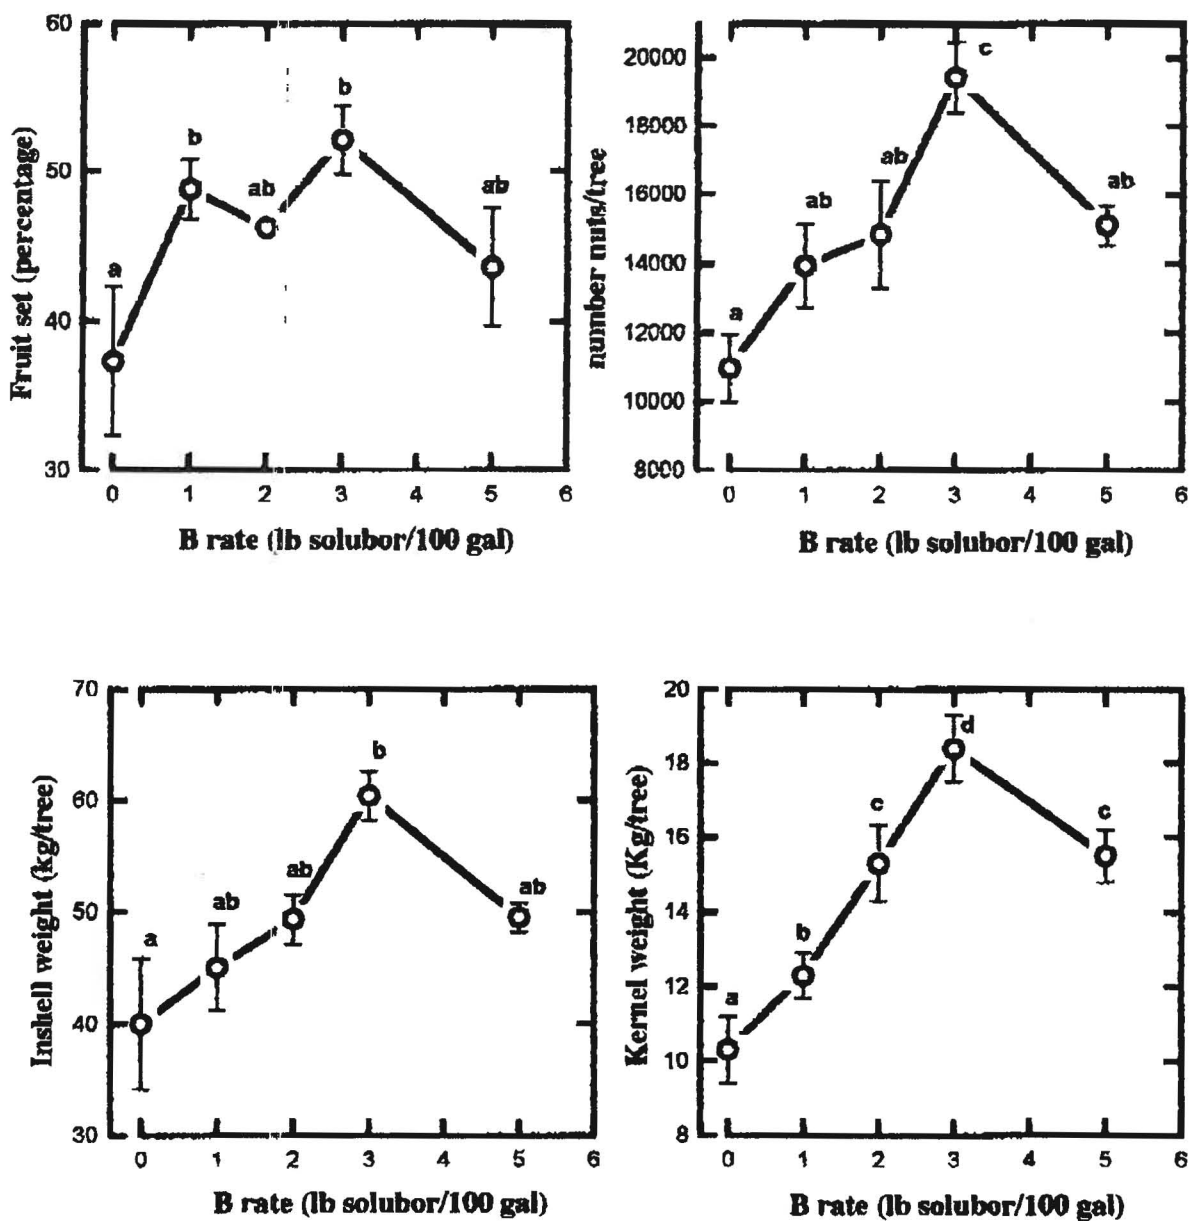 60
50
40
30
Fruit set (percentage)
a
b
ab
b
ab
0 1 2 3 4 5 6
B rate (lb solubor/100 gal)
20000
18000
16000
14000
12000
10000
8000
number nuts/tree
a
ab
ab
c
ab
0 1 2 3 4 5 6
B rate (lb solubor/100 gal)
70
60
50
40
30
Inshell weight (kg/tree)
a
ab
ab
b
ab
0 1 2 3 4 5 6
B rate (lb solubor/100 gal)
20
18
16
14
12
10
8
Kernel weight (Kg/tree)
a
b
c
d
c
0 1 2 3 4 5 6
B rate (lb solubor/100 gal)